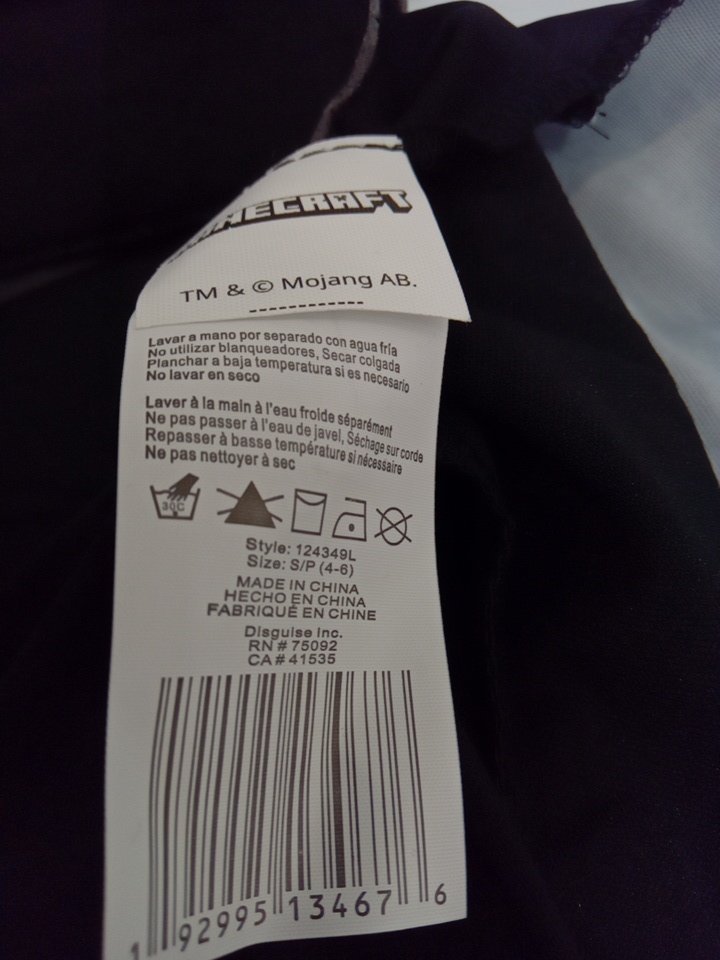 MINECRAFT
TM & © Mojang AB.
------------
Lavar a mano por separado con agua fría
No utilizar blanqueadores, Secar colgada
Planchar a baja temperatura si es necesario
No lavar en seco
Laver à la main à l'eau froide séparément
Ne pas passer à l'eau de javel, Séchage sur corde
Repasser à basse température si nécessaire
Ne pas nettoyer à sec
30C
Style: 124349L
Size: S/P (4-6)
MADE IN CHINA
HECHO EN CHINA
FABRIQUÉ EN CHINE
Disguise Inc.
RN # 75092
CA # 41535
1 92995 13467 6